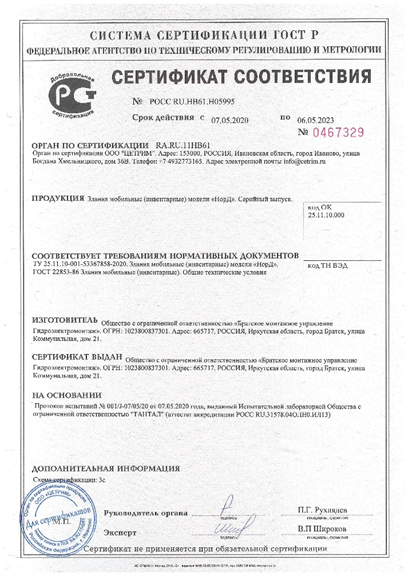 СИСТЕМА СЕРТИФИКАЦИИ ГОСТ Р
ФЕДЕРАЛЬНОЕ АГЕНТСТВО ПО ТЕХНИЧЕСКОМУ РЕГУЛИРОВАНИЮ И МЕТРОЛОГИИ
Добровольная
сертификация
СЕРТИФИКАТ СООТВЕТСТВИЯ
№ РОСС RU.НВ61.Н05995
Срок действия с 07.05.2020 по 06.05.2023
№ 0467329
ОРГАН ПО СЕРТИФИКАЦИИ RA.RU.11НВ61
Орган по сертификации ООО "ЦЕТРИМ". Адрес: 153000, РОССИЯ, Ивановская область, город Иваново, улица
Богдана Хмельницкого, дом 36В. Телефон +7 4932773165. Адрес электронной почты info@cetrim.ru
ПРОДУКЦИЯ Здания мобильные (инвентарные) модели «НорД». Серийный выпуск.
код ОК
25.11.10.000
СООТВЕТСТВУЕТ ТРЕБОВАНИЯМ НОРМАТИВНЫХ ДОКУМЕНТОВ
ТУ 25.11.10-001-53367858-2020. Здания мобильные (инвентарные) модели «НорД».
ГОСТ 22853-86 Здания мобильные (инвентарные). Общие технические условия
код ТН ВЭД
ИЗГОТОВИТЕЛЬ Общество с ограниченной ответственностью «Братское монтажное управление
Гидроэлектромонтаж». ОГРН: 1023800837301. Адрес: 665717, РОССИЯ, Иркутская область, город Братск, улица
Коммунальная, дом 21.
СЕРТИФИКАТ ВЫДАН Общество с ограниченной ответственностью «Братское монтажное управление
Гидроэлектромонтаж». ОГРН: 1023800837301. Адрес: 665717, РОССИЯ, Иркутская область, город Братск, улица
Коммунальная, дом 21.
НА ОСНОВАНИИ
Протокол испытаний № 001/J-07/05/20 от 07.05.2020 года, выданный Испытательной лабораторией Общества с
ограниченной ответственностью "ТАНТАЛ" (аттестат аккредитации РОСС RU.31578.04ОЛН0.ИЛ13)
ДОПОЛНИТЕЛЬНАЯ ИНФОРМАЦИЯ
Схема сертификации: 3с
Для сертификатов
М.П.
Руководитель органа
подпись
П.Г. Рухлядев
Эксперт
подпись
В.П Широков
Сертификат не применяется при обязательной сертификации